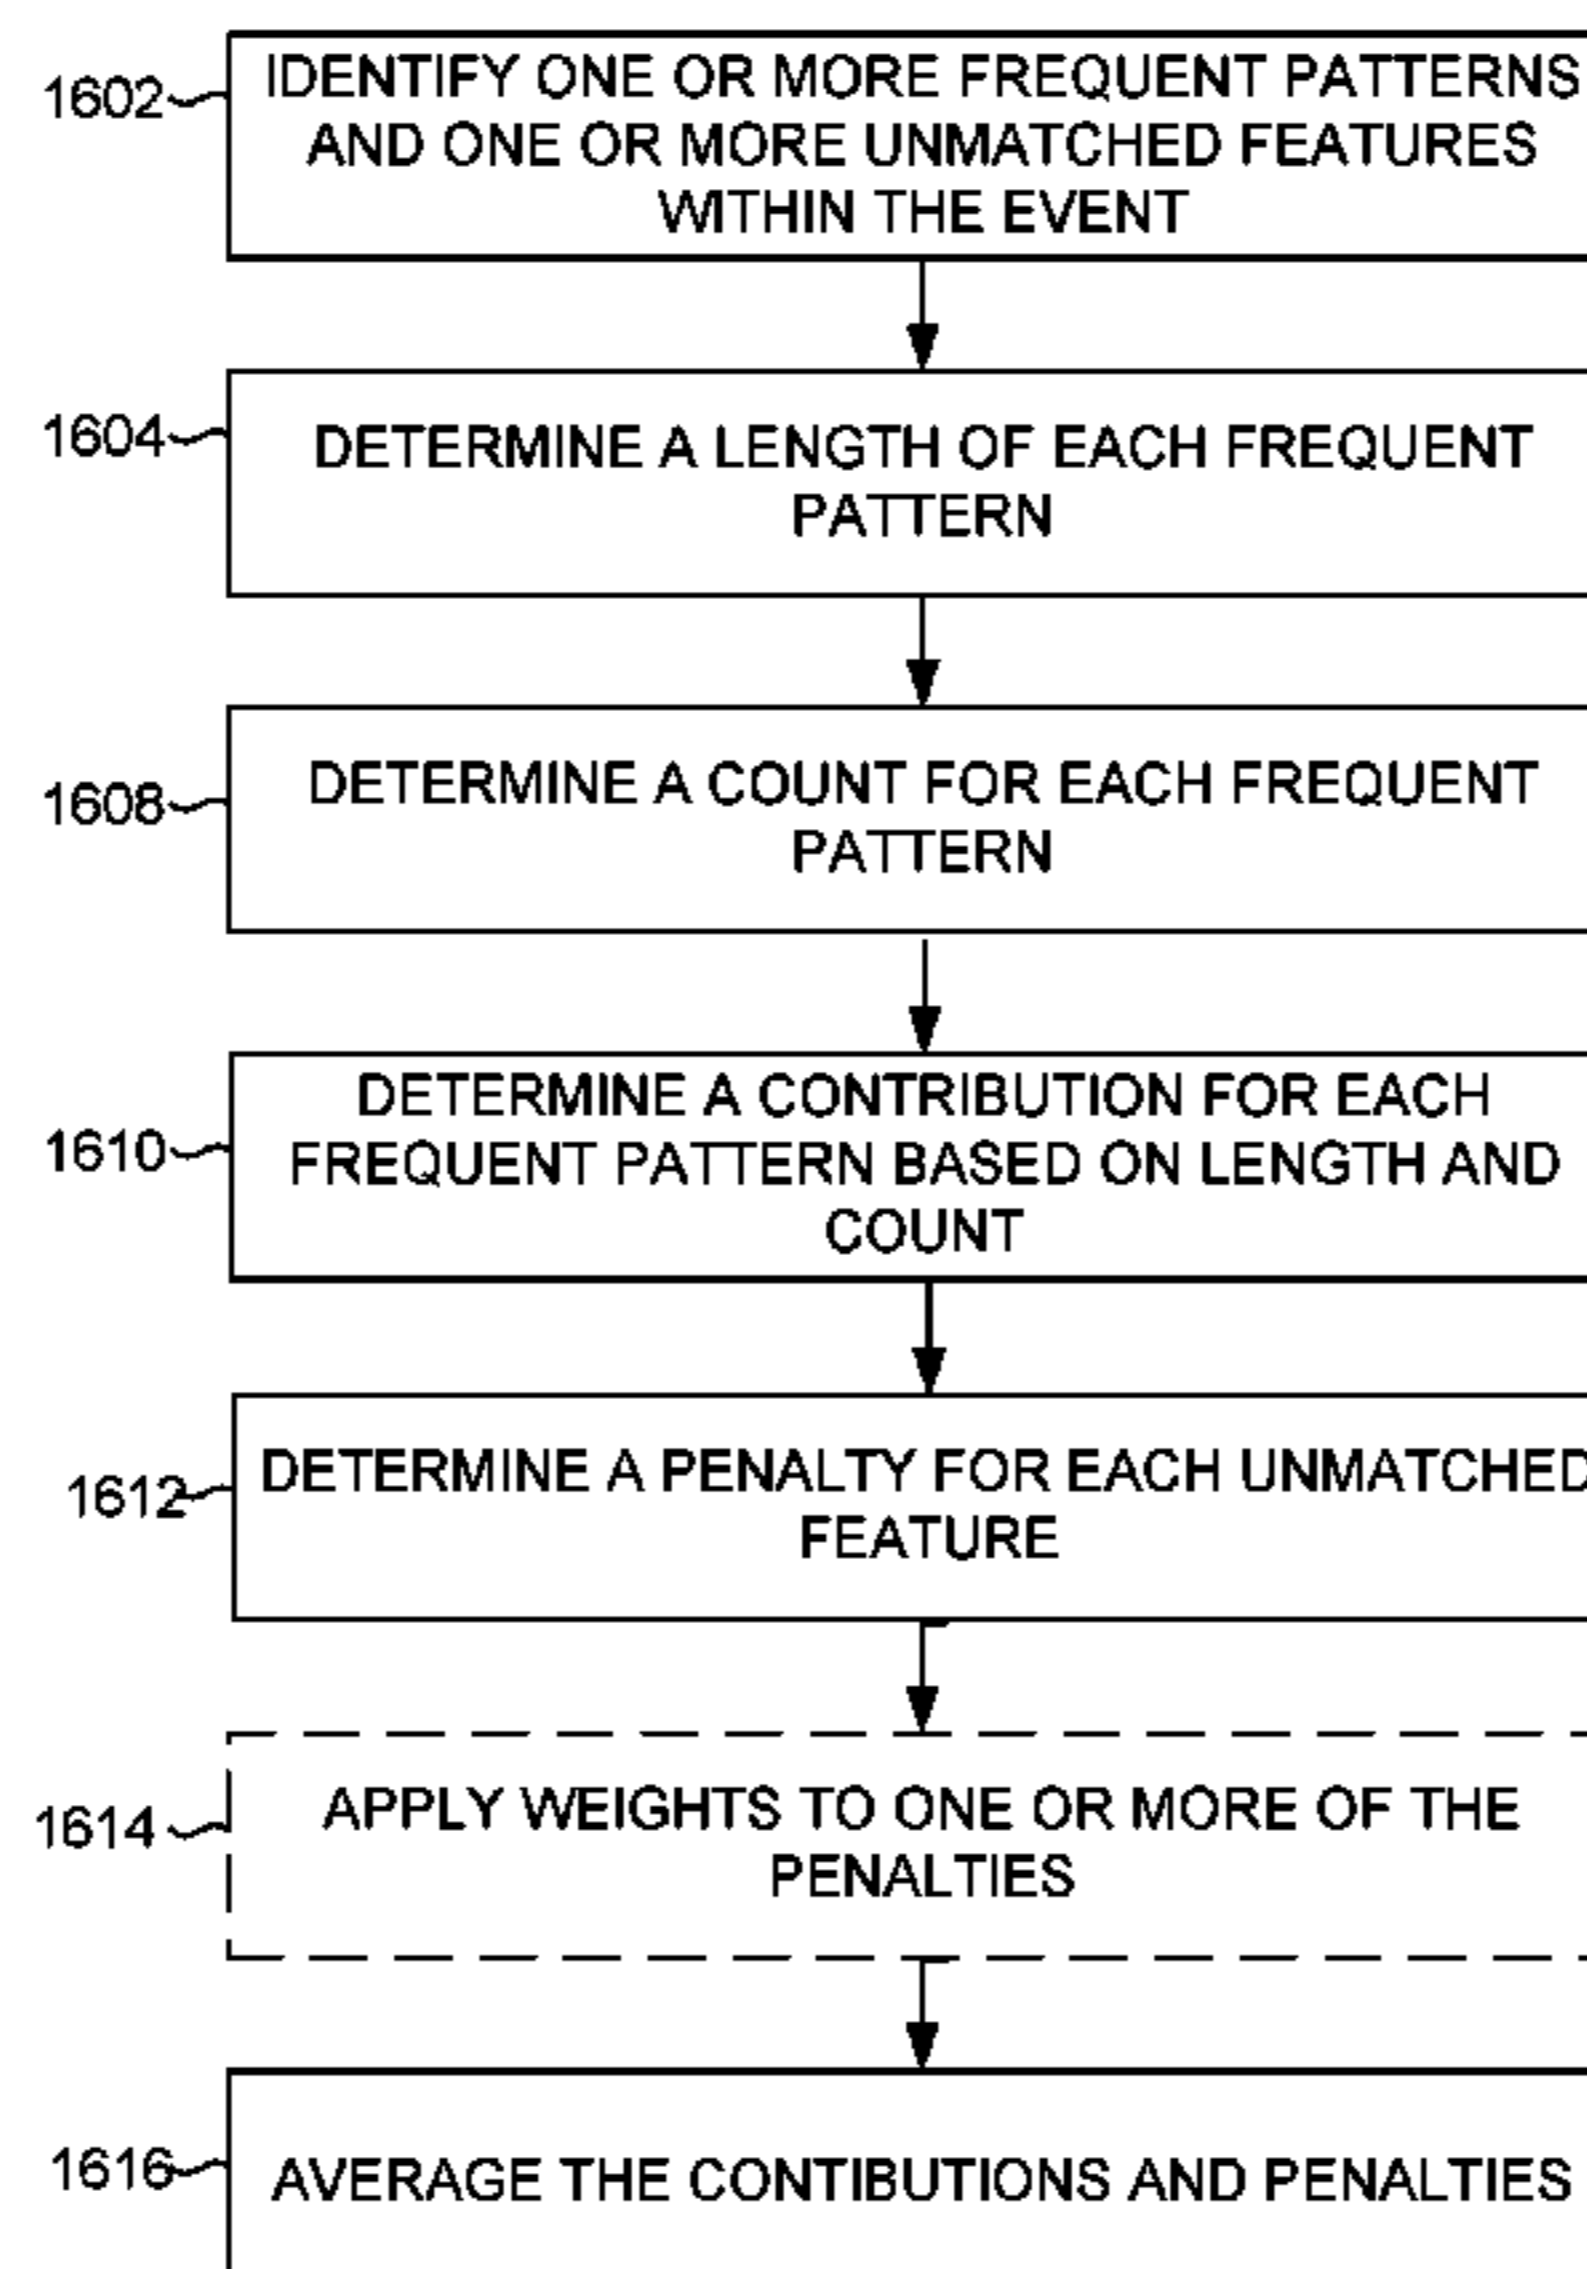 1602
IDENTIFY ONE OR MORE FREQUENT PATTERNS
AND ONE OR MORE UNMATCHED FEATURES
WITHIN THE EVENT
1604
DETERMINE A LENGTH OF EACH FREQUENT
PATTERN
1608
DETERMINE A COUNT FOR EACH FREQUENT
PATTERN
1610
DETERMINE A CONTRIBUTION FOR EACH
FREQUENT PATTERN BASED ON LENGTH AND
COUNT
1612
DETERMINE A PENALTY FOR EACH UNMATCHED
FEATURE
1614
APPLY WEIGHTS TO ONE OR MORE OF THE
PENALTIES
1616
AVERAGE THE CONTIBUTIONS AND PENALTIES